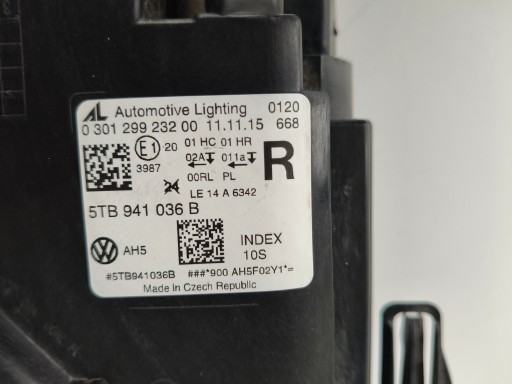 AL Automotive Lighting 0120
0 301 299 232 00 11.11.15 668
E1 20 01 HC 01 HR
02A 011a
3987 00RL PL R
24 LE 14 A 6342
5TB 941 036 B
VW AH5 INDEX
10S
#5TB941036B ###*900 AH5F02Y1*=
Made in Czech Republic